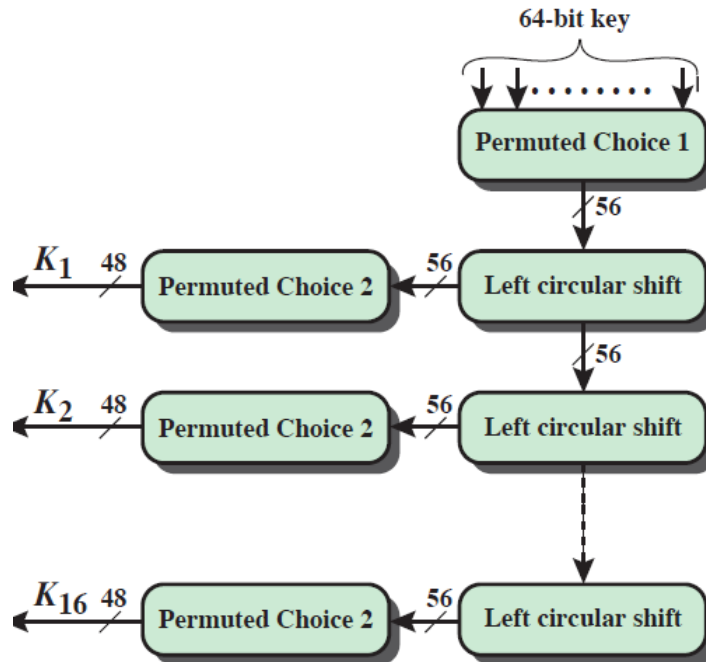 64-bit key
Permuted Choice 1
56
K1 48 Permuted Choice 2 56 Left circular shift
56
K2 48 Permuted Choice 2 56 Left circular shift
K16 48 Permuted Choice 2 56 Left circular shift